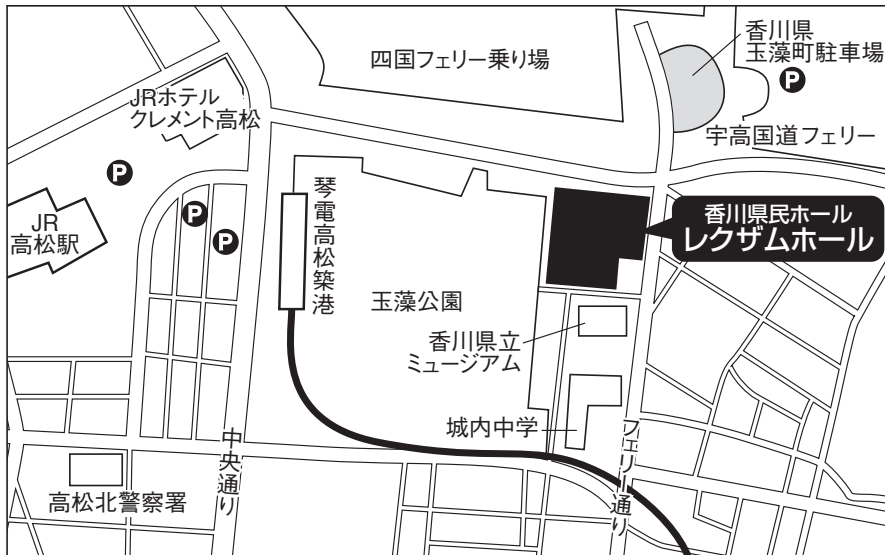 香川県
玉藻町駐車場
P
四国フェリー乗り場
JRホテル
クレメント高松
宇高国道フェリー
P
琴電高松築港
香川県民ホール
レクザムホール
JR
高松駅
P
P
玉藻公園
香川県立
ミュージアム
城内中学
中央通り
フェリー通り
高松北警察署